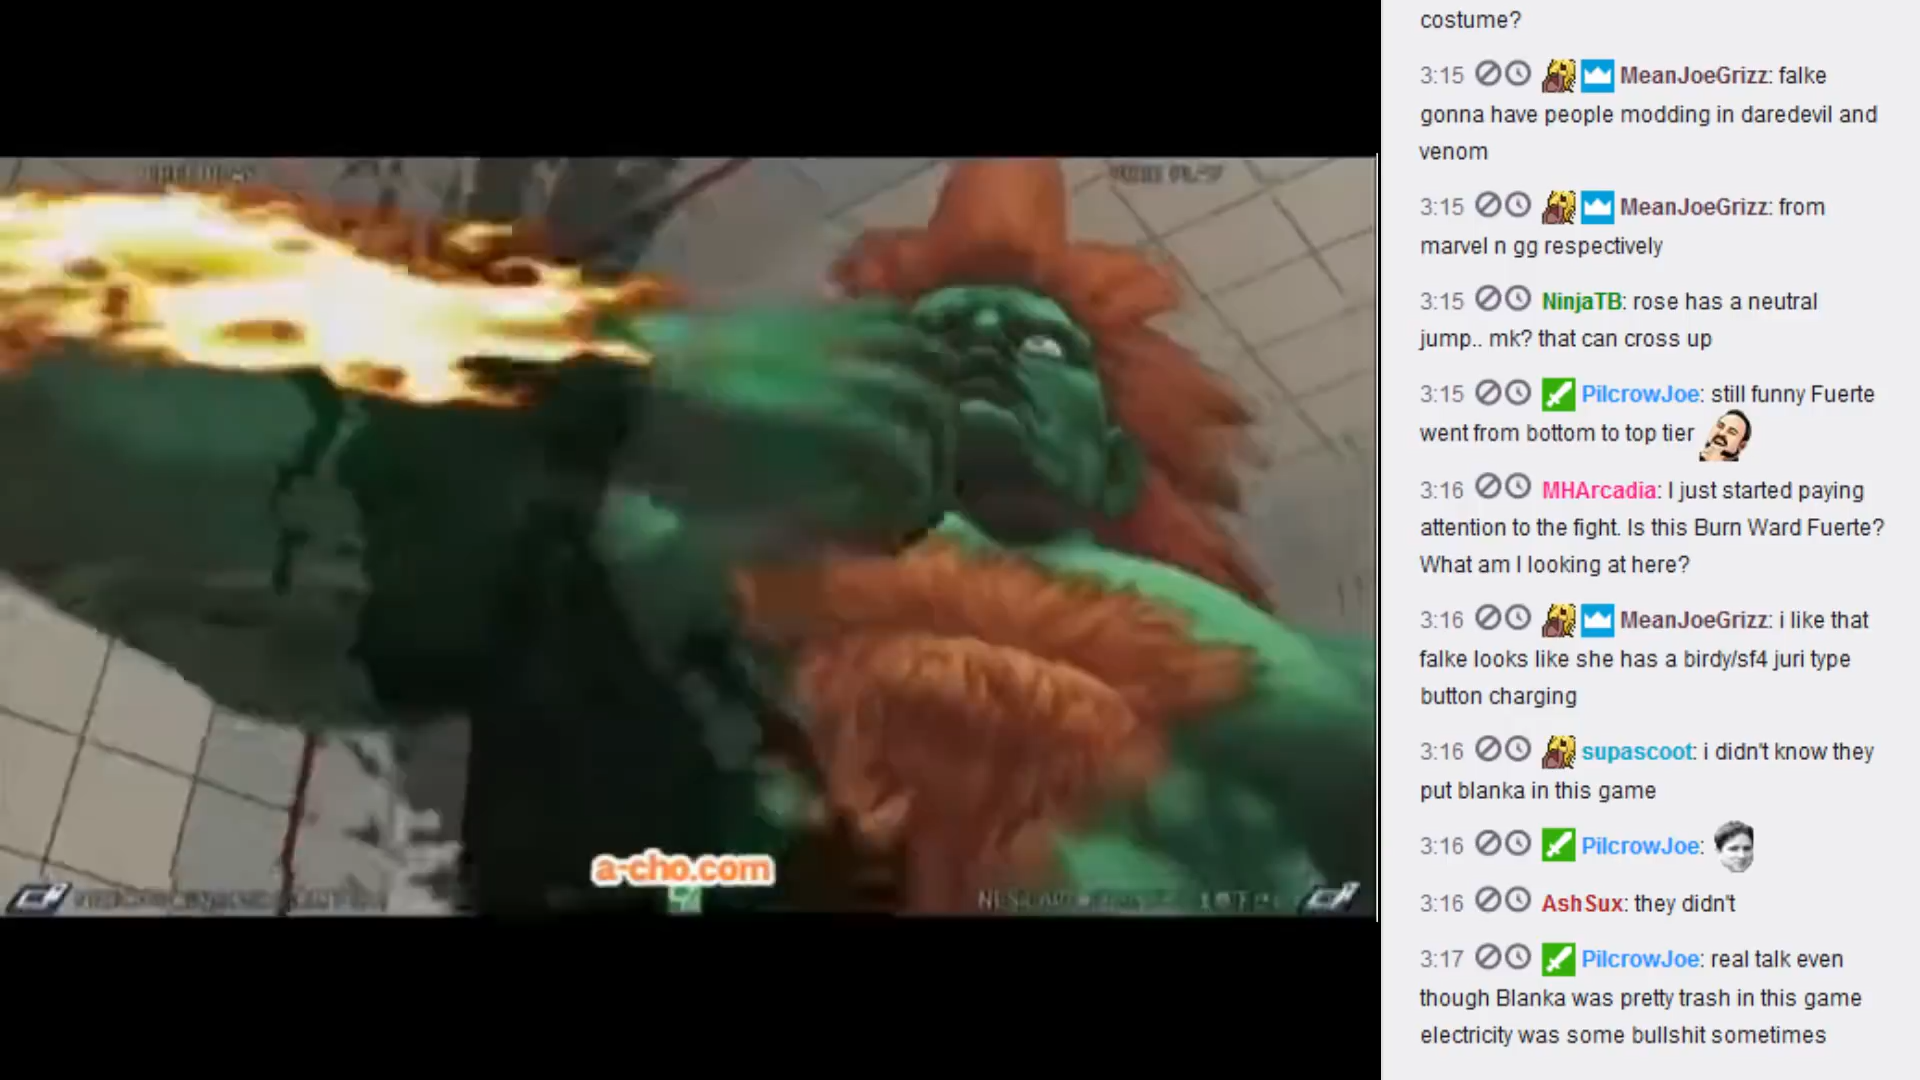 costume?
3:15 MeanJoeGrizz: falke
gonna have people modding in daredevil and
venom
3:15 MeanJoeGrizz: from
marvel n gg respectively
3:15 NinjaTB: rose has a neutral
jump.. mk? that can cross up
3:15 PilcrowJoe: still funny Fuerte
went from bottom to top tier
3:16 MHArcadia: I just started paying
attention to the fight. Is this Burn Ward Fuerte?
What am I looking at here?
3:16 MeanJoeGrizz: i like that
falke looks like she has a birdy/sf4 juri type
button charging
3:16 supascoot: i didn't know they
put blanka in this game
3:16 PilcrowJoe:
3:16 AshSux: they didn't
3:17 PilcrowJoe: real talk even
though Blanka was pretty trash in this game
electricity was some bullshit sometimes
a-cho.com